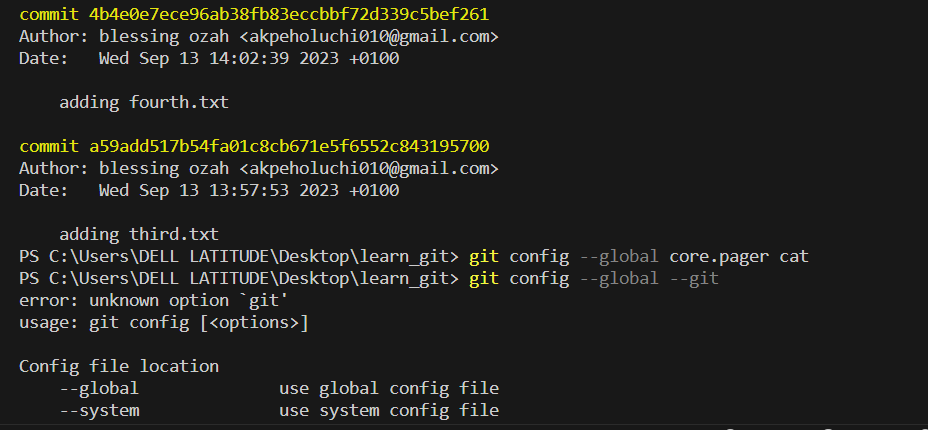 commit 4b4e0e7ece96ab38fb83eccbbf72d339c5bef261
Author: blessing ozah <akpeholuchi010@gmail.com>
Date:   Wed Sep 13 14:02:39 2023 +0100
    adding fourth.txt
commit a59add517b54fa01c8cb671e5f6552c843195700
Author: blessing ozah <akpeholuchi010@gmail.com>
Date:   Wed Sep 13 13:57:53 2023 +0100
    adding third.txt
PS C:\Users\DELL LATITUDE\Desktop\learn_git> git config --global core.pager cat
PS C:\Users\DELL LATITUDE\Desktop\learn_git> git config --global --git
error: unknown option `git'
usage: git config [<options>]
Config file location
    --global              use global config file
    --system              use system config file